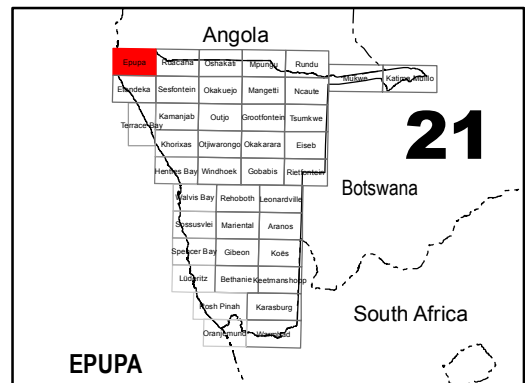 Angola
Epupa Ruacana Oshakati Mpungu Rundu
Mukwe Katima Mulilo
Etendeka Sesfontein Okakuejo Mangetti Ncaute
Terrace Bay Kamanjab Outjo Grootfontein Tsumkwe
21
Khorixas Otjiwarongo Okakarara Eiseb
Henties Bay Windhoek Gobabis Rietfontein
Botswana
Walvis Bay Rehoboth Leonardville
Sossusvlei Mariental Aranos
Spencer Bay Gibeon Koës
Lüderitz Bethanie Keetmanshoop
Rosh Pinah Karasburg
South Africa
Oranjemund Warmbad
EPUPA